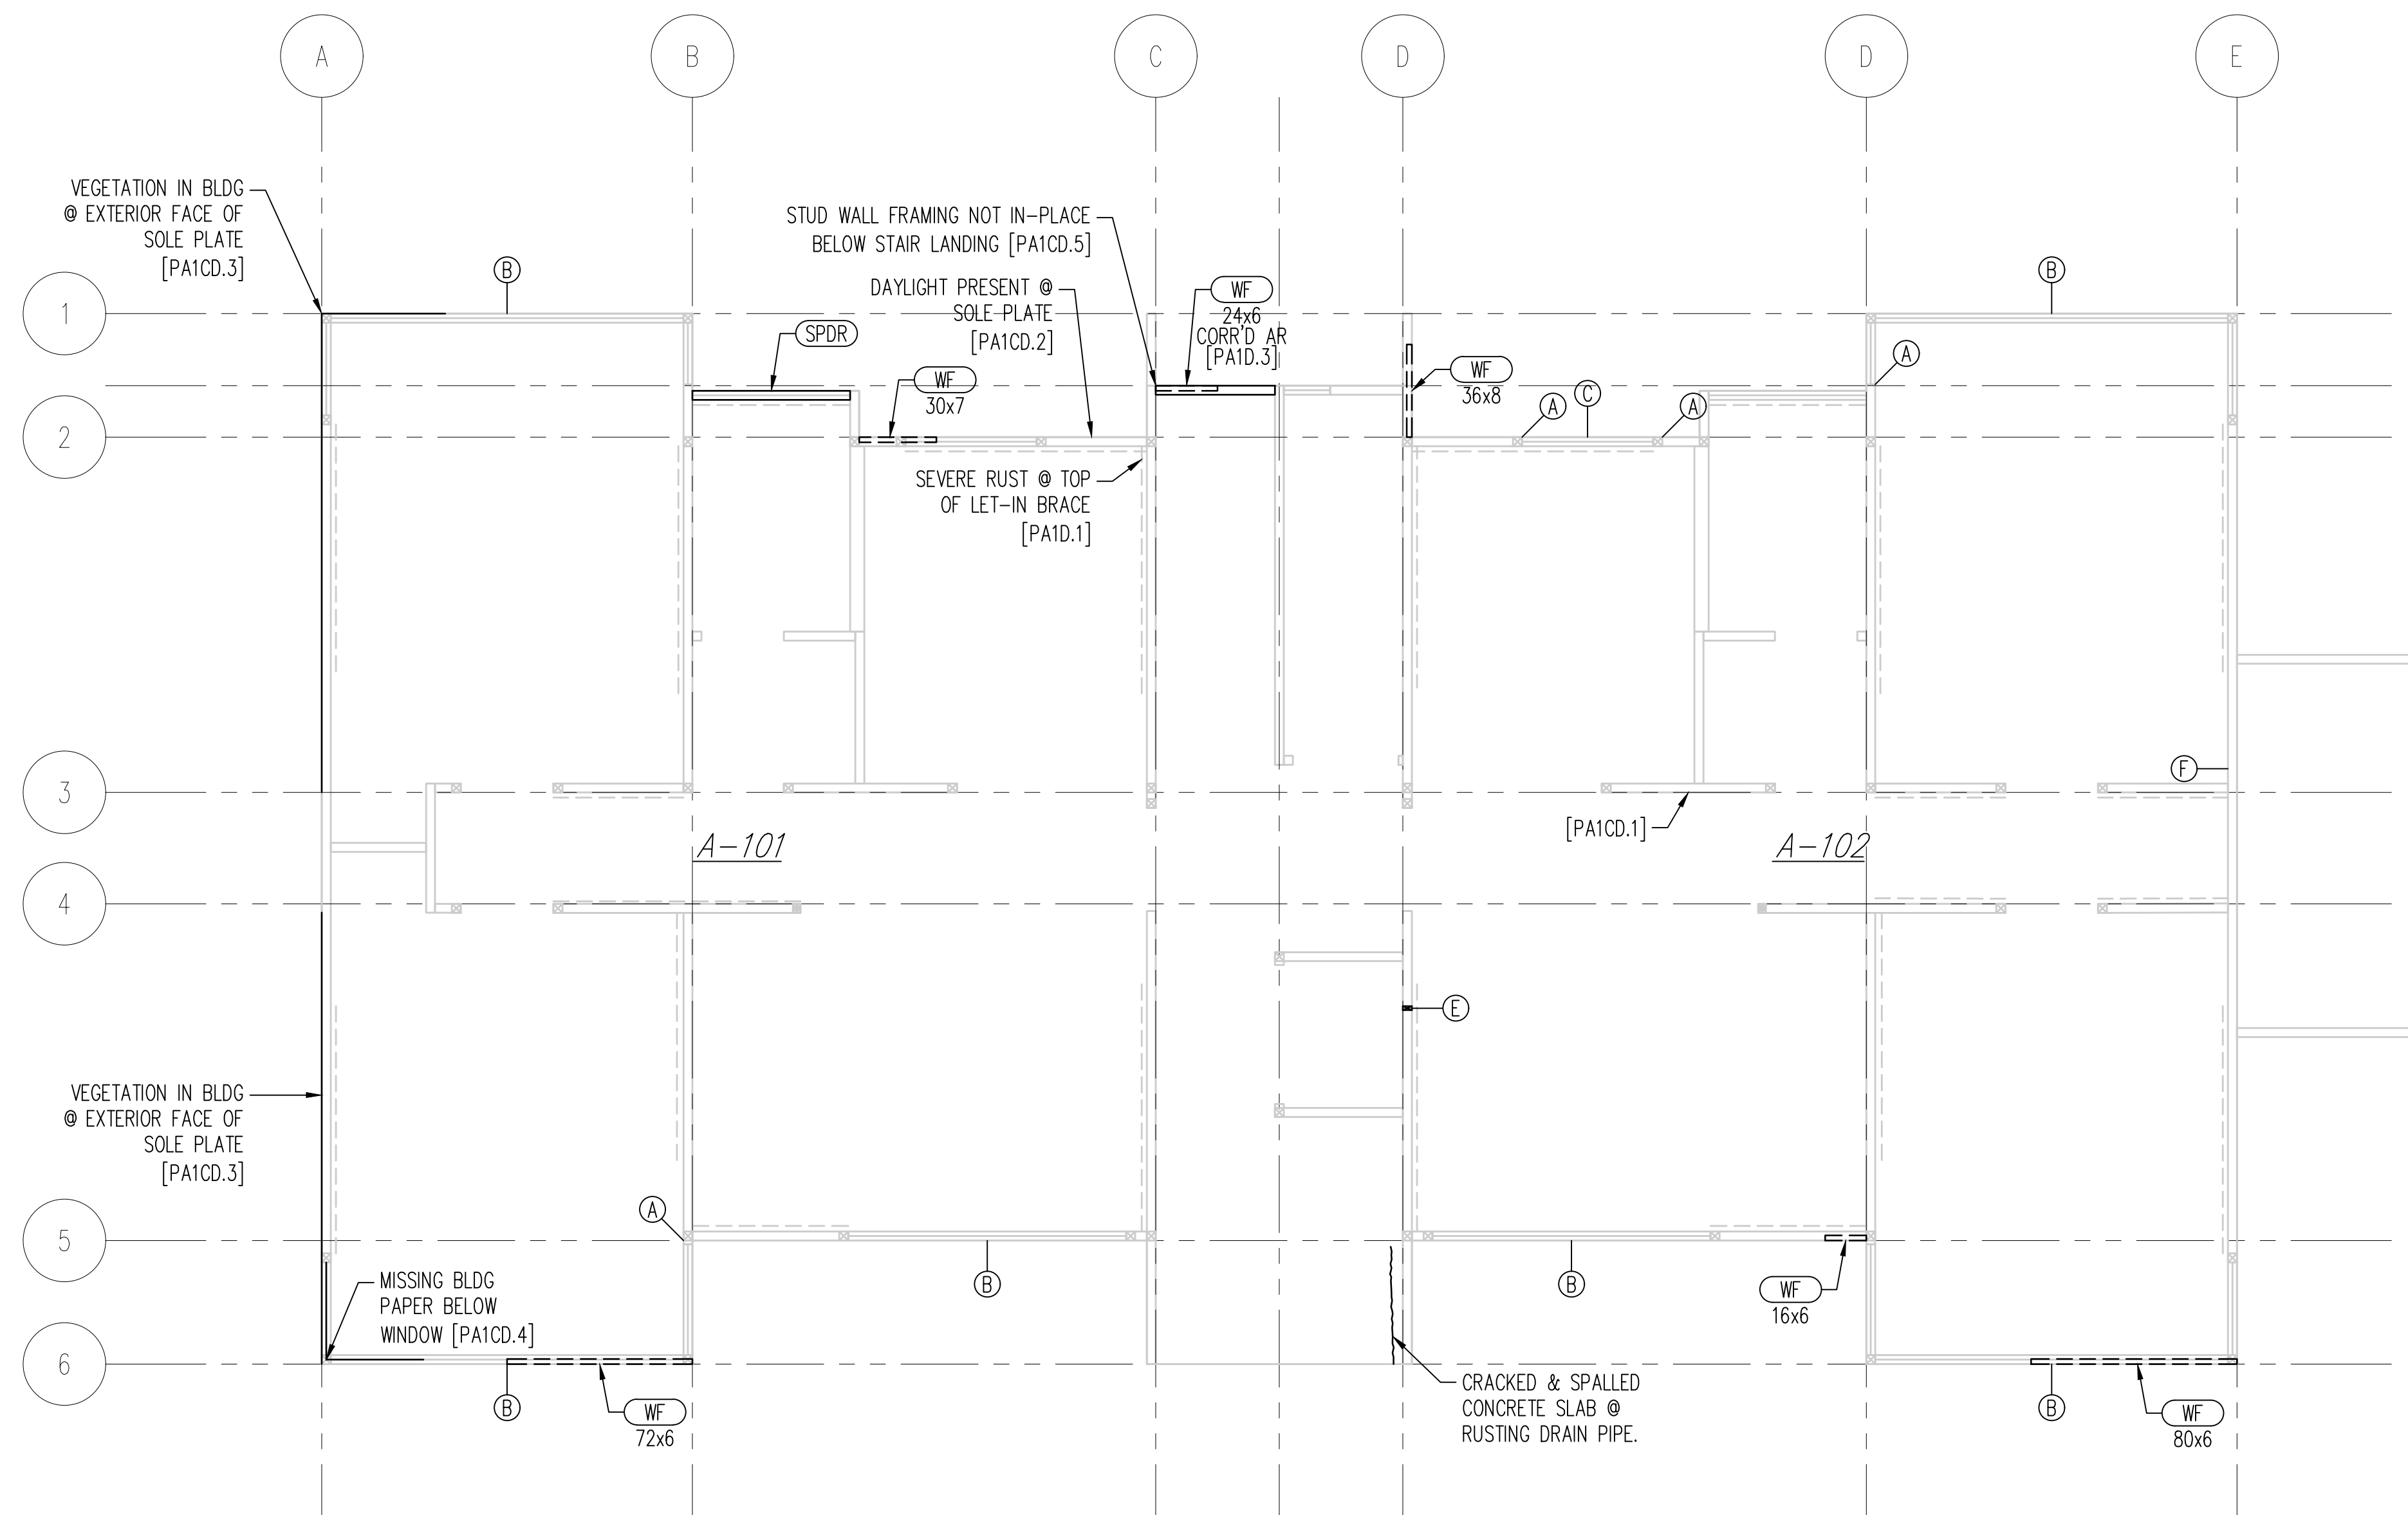 A
B
C
D
D
E
VEGETATION IN BLDG
@ EXTERIOR FACE OF
SOLE PLATE
[PA1CD.3]
STUD WALL FRAMING NOT IN-PLACE
BELOW STAIR LANDING [PA1CD.5]
B
DAYLIGHT PRESENT @
SOLE PLATE
[PA1CD.2]
WF
24x6
CORR'D AR
[PA1D.3]
B
1
SPDR
A
WF
30x7
WF
36x8
C
A
A
2
SEVERE RUST @ TOP
OF LET-IN BRACE
[PA1D.1]
F
3
[PA1CD.1]
A-101
A-102
4
E
VEGETATION IN BLDG
@ EXTERIOR FACE OF
SOLE PLATE
[PA1CD.3]
A
5
MISSING BLDG
PAPER BELOW
WINDOW [PA1CD.4]
B
B
WF
16x6
6
B
WF
72x6
CRACKED & SPALLED
CONCRETE SLAB @
RUSTING DRAIN PIPE.
B
WF
80x6